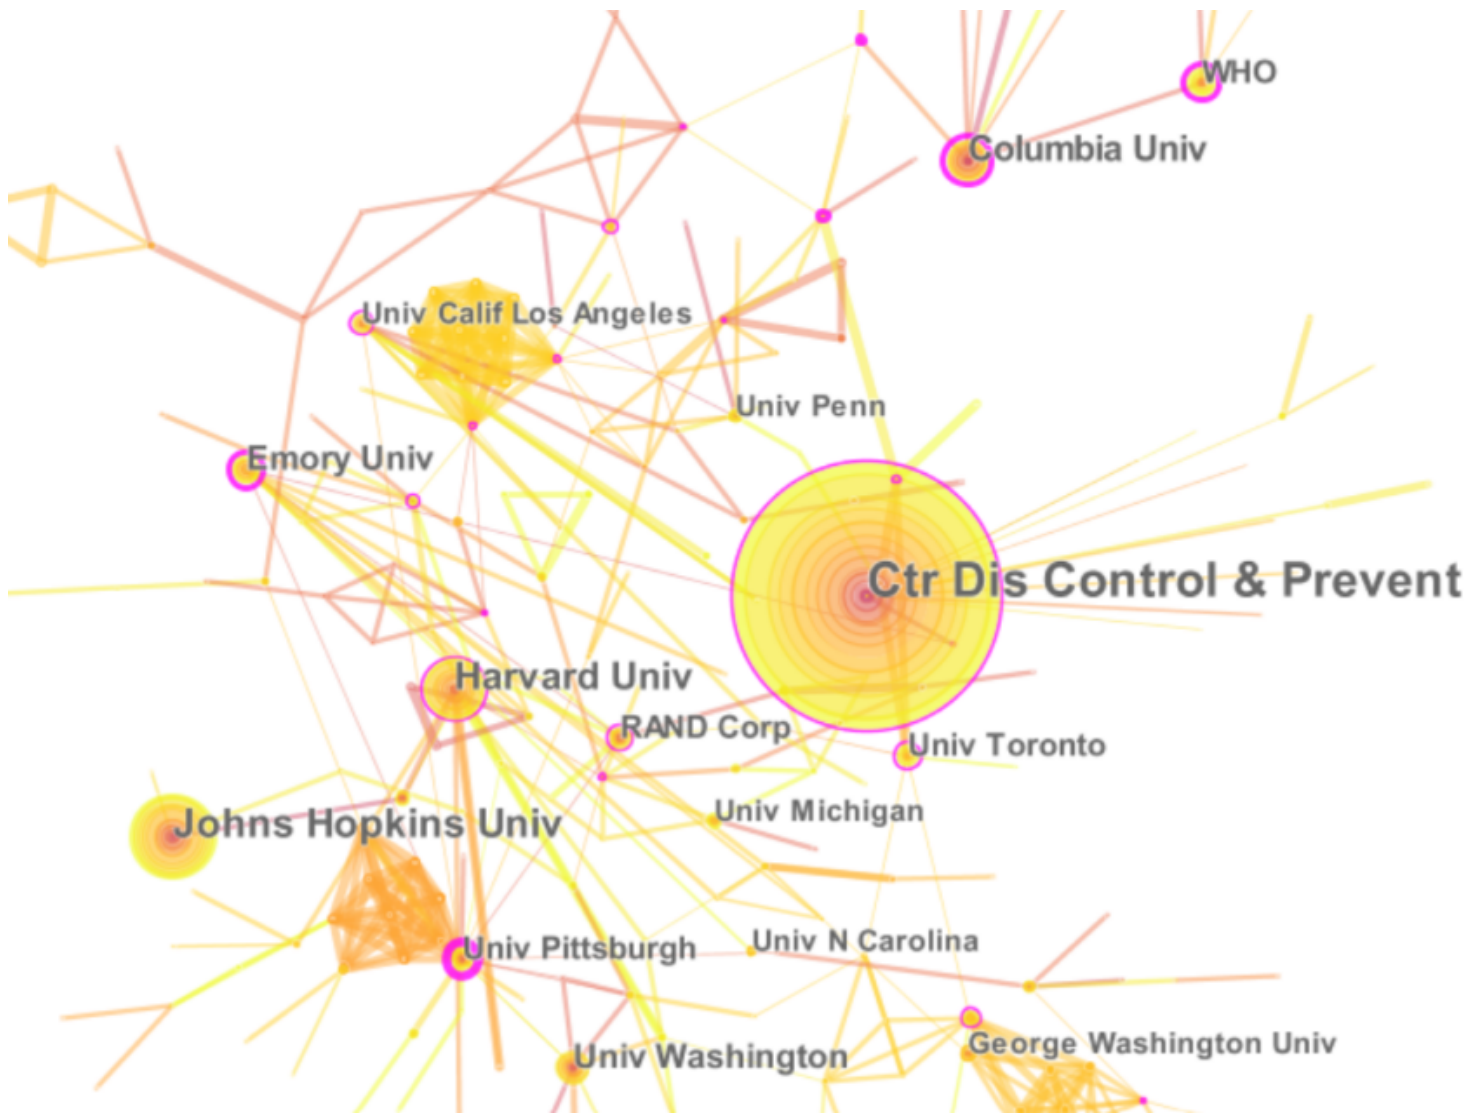 WHO
Columbia Univ
Univ Calif Los Angeles
Univ Penn
Emory Univ
Ctr Dis Control & Prevent
Harvard Univ
RAND Corp
Univ Toronto
Univ Michigan
Johns Hopkins Univ
Univ N Carolina
Univ Pittsburgh
George Washington Univ
Univ Washington